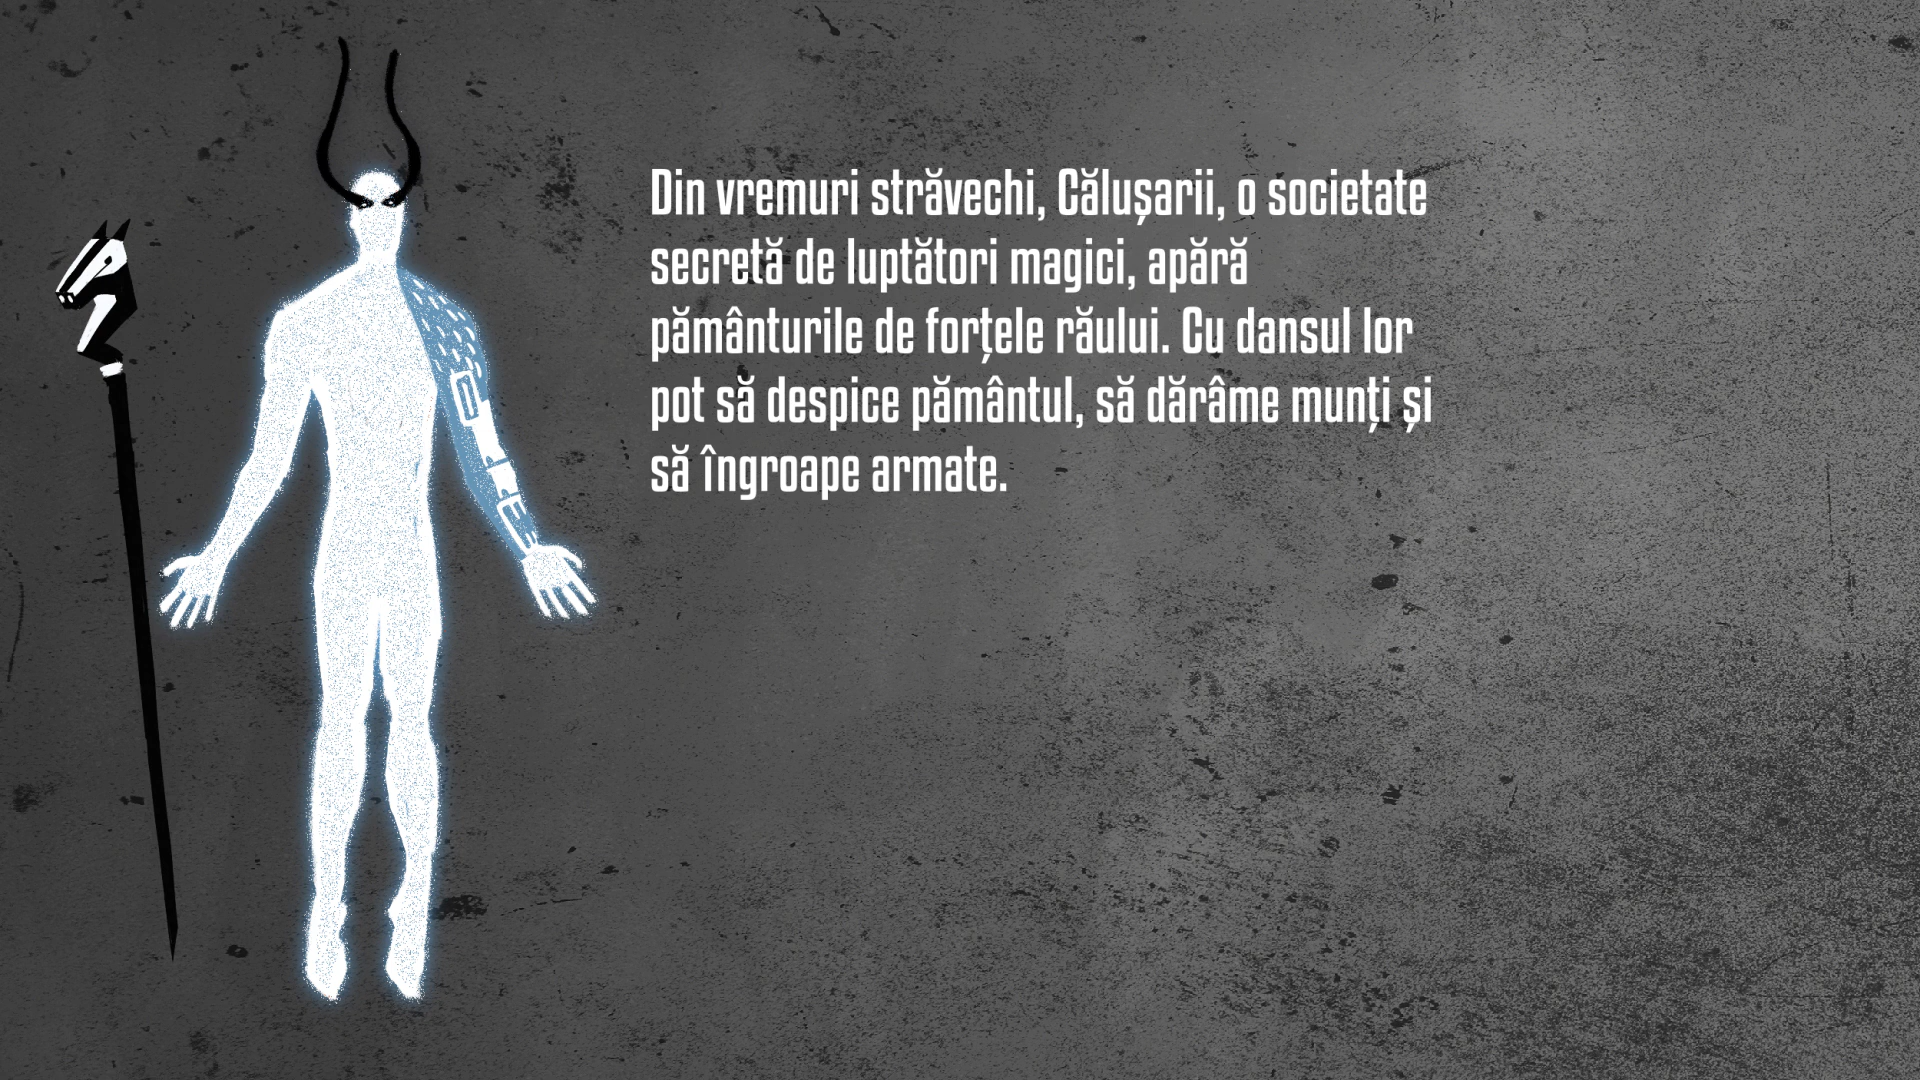 Din vremuri străvechi, Călușarii, o societate
secretă de luptători magici, apără
pământurile de forțele răului. Cu dansul lor
pot să despice pământul, să dărâme munți și
să îngroape armate.